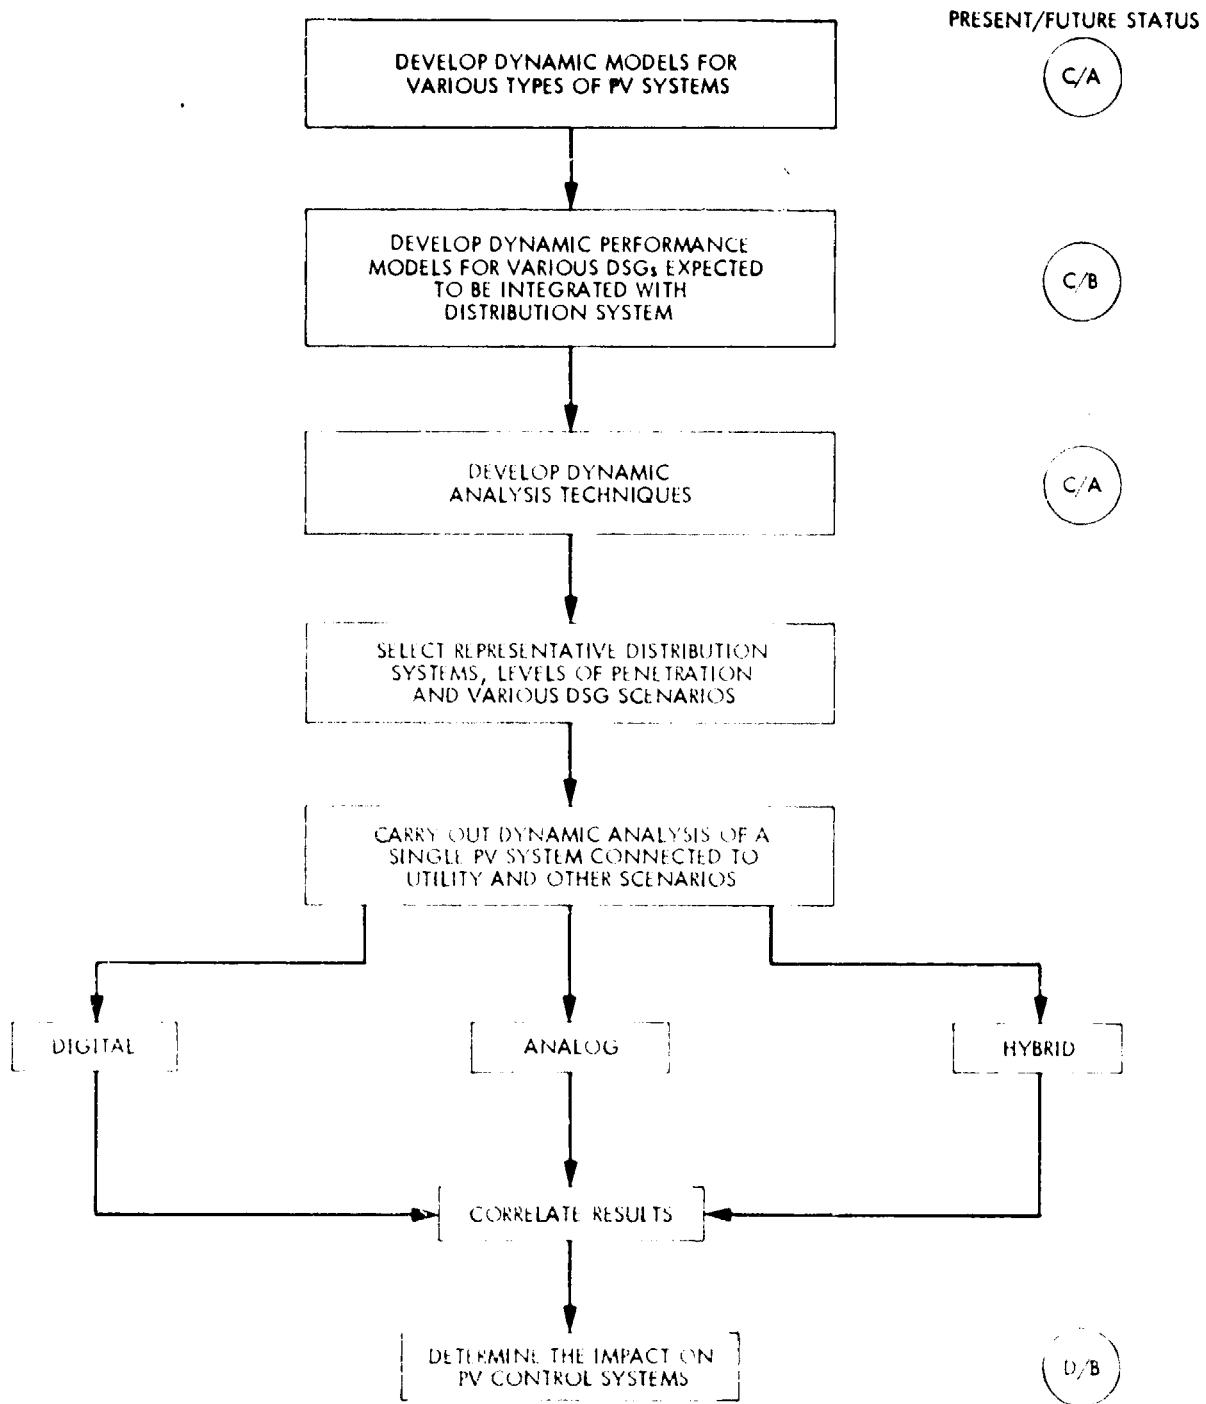 PRESENT/FUTURE STATUS
DEVELOP DYNAMIC MODELS FOR
VARIOUS TYPES OF PV SYSTEMS
C/A
DEVELOP DYNAMIC PERFORMANCE
MODELS FOR VARIOUS DSGs EXPECTED
TO BE INTEGRATED WITH
DISTRIBUTION SYSTEM
C/B
DEVELOP DYNAMIC
ANALYSIS TECHNIQUES
C/A
SELECT REPRESENTATIVE DISTRIBUTION
SYSTEMS, LEVELS OF PENETRATION
AND VARIOUS DSG SCENARIOS
CARRY OUT DYNAMIC ANALYSIS OF A
SINGLE PV SYSTEM CONNECTED TO
UTILITY AND OTHER SCENARIOS
DIGITAL
ANALOG
HYBRID
CORRELATE RESULTS
DETERMINE THE IMPACT ON
PV CONTROL SYSTEMS
D/B